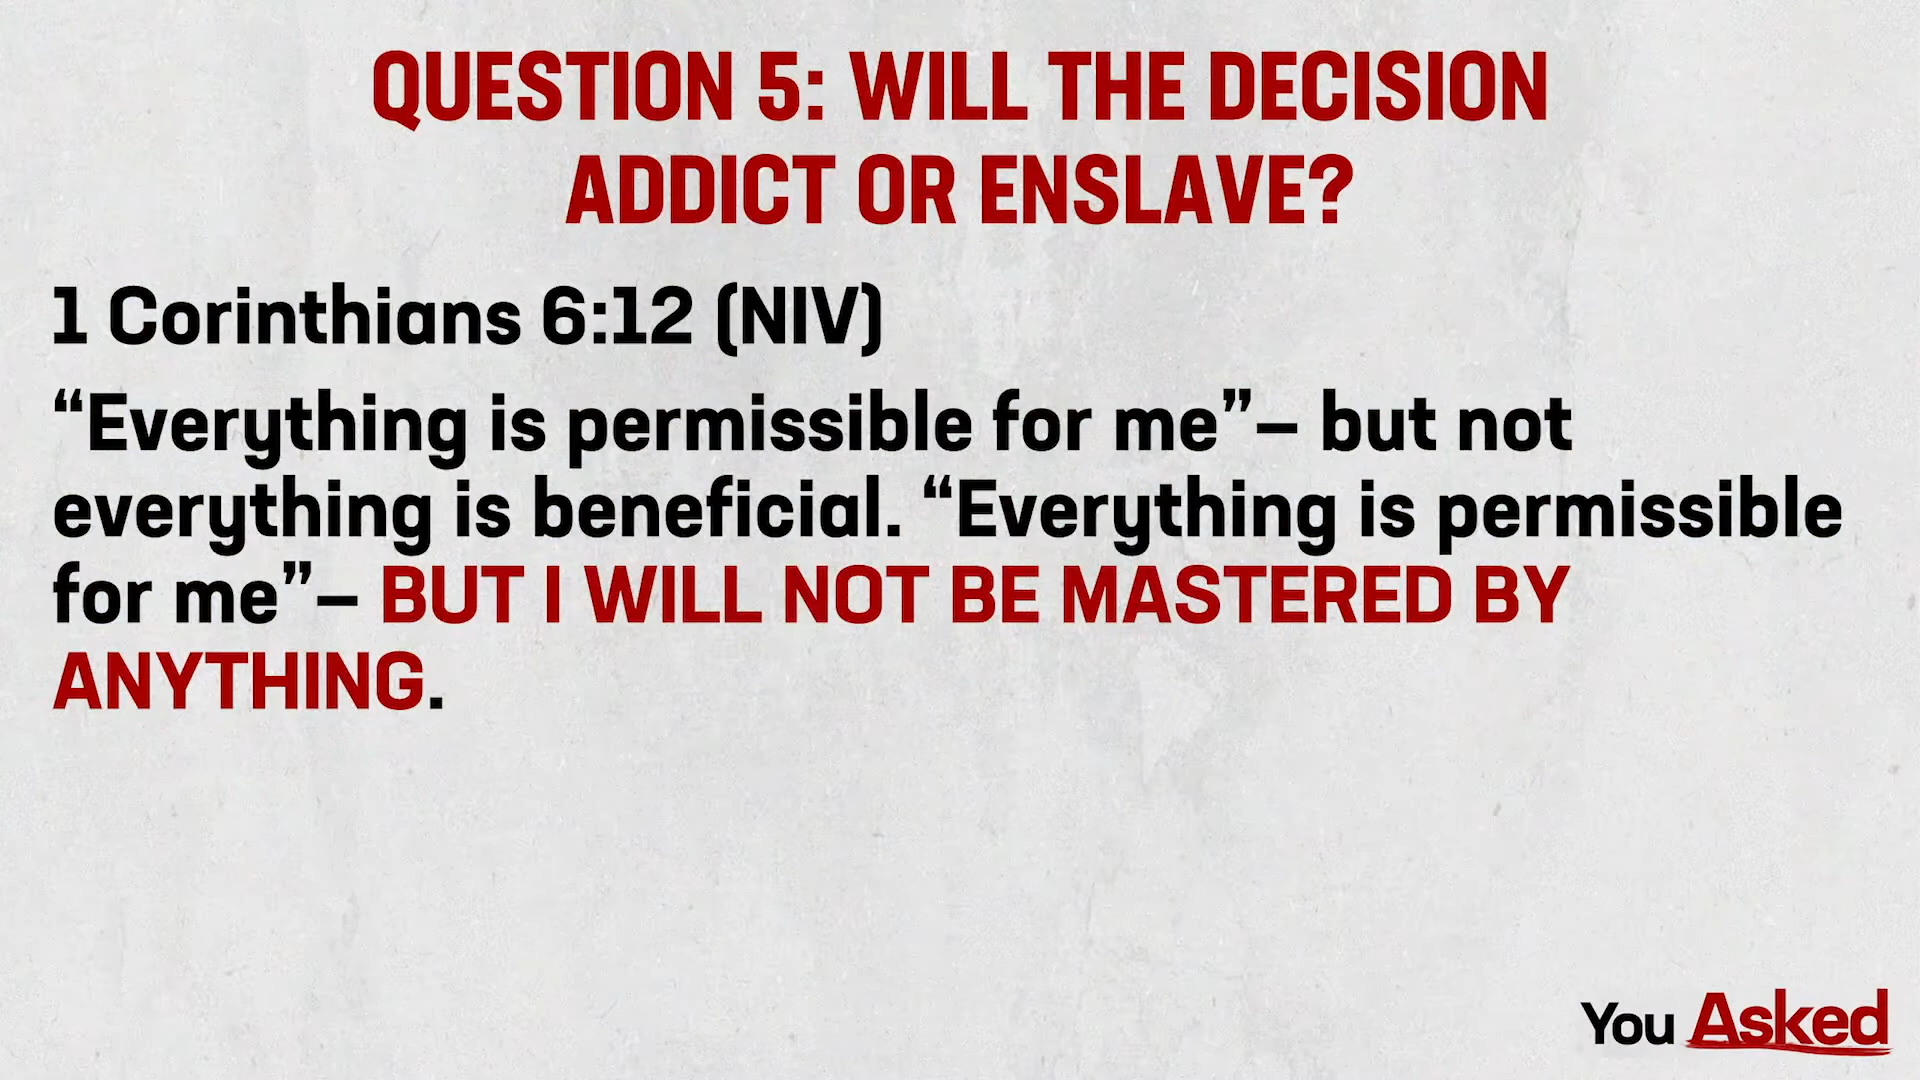 QUESTION 5: WILL THE DECISION
ADDICT OR ENSLAVE?
1 Corinthians 6:12 (NIV)
“Everything is permissible for me”– but not
everything is beneficial. “Everything is permissible
for me”– BUT I WILL NOT BE MASTERED BY
ANYTHING.
You Asked